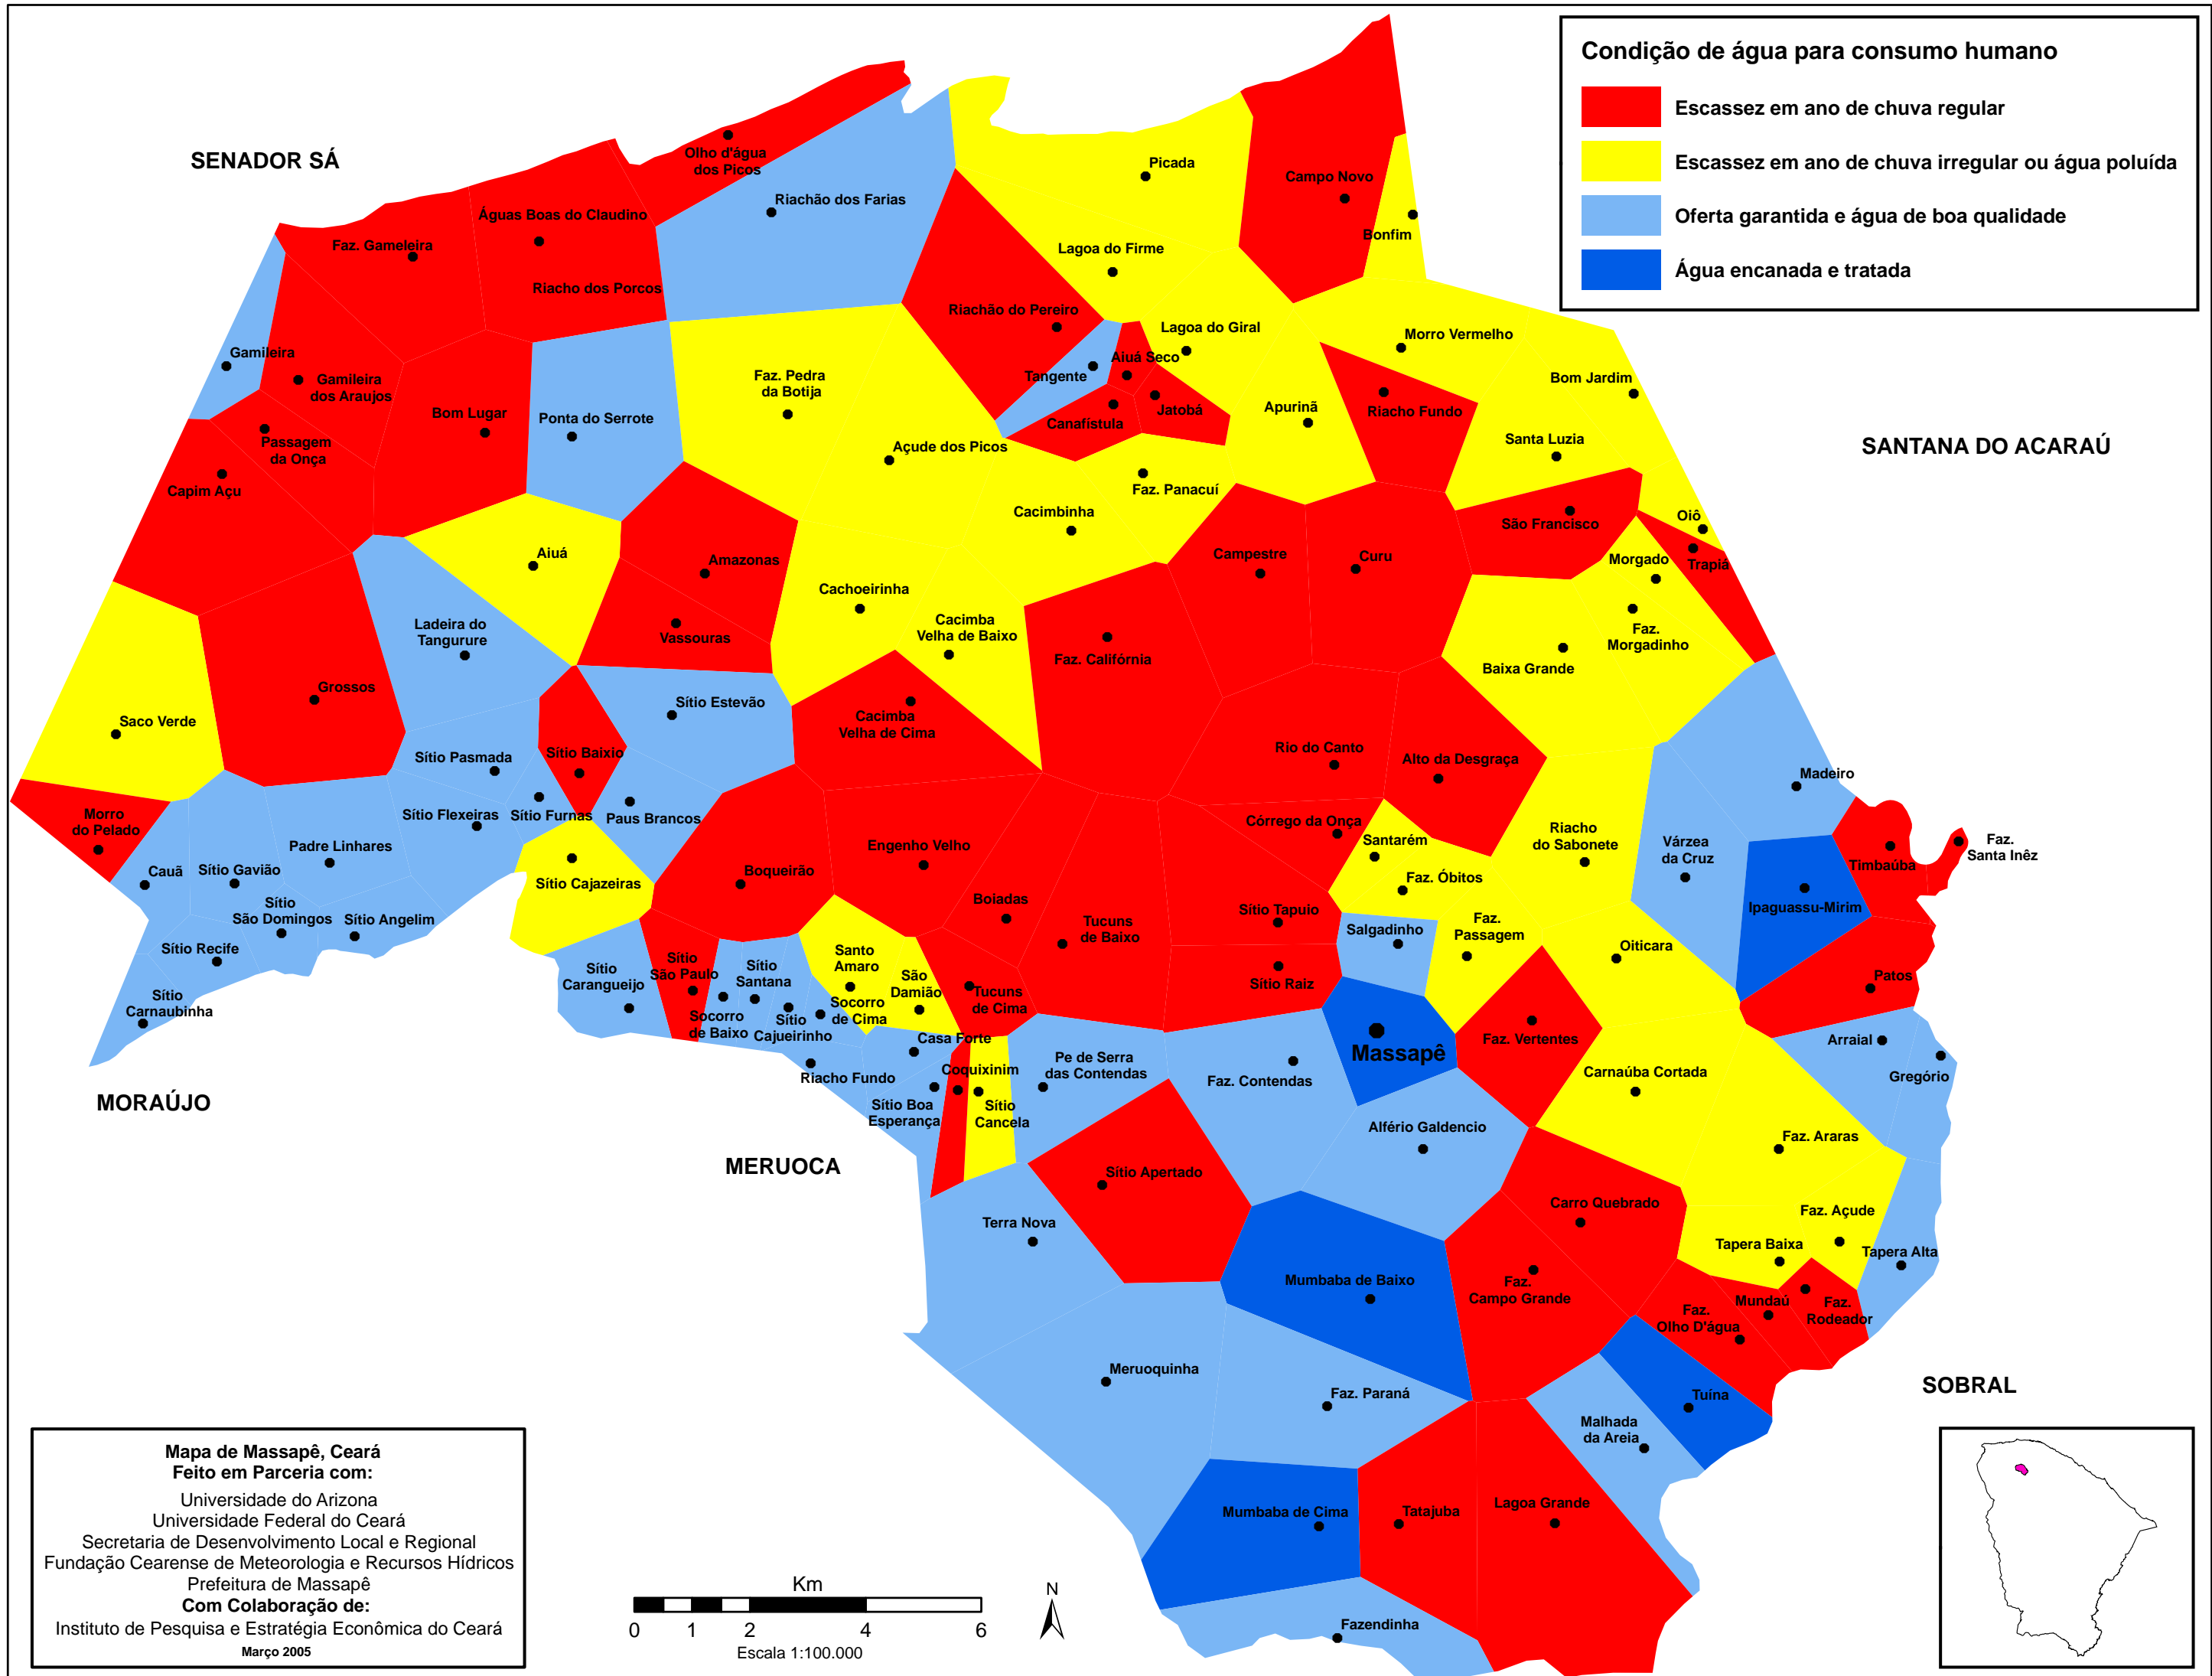 Condição de água para consumo humano
Escassez em ano de chuva regular
Escassez em ano de chuva irregular ou água poluída
Oferta garantida e água de boa qualidade
Água encanada e tratada
SENADOR SÁ
SANTANA DO ACARAÚ
MORAÚJO
MERUOCA
SOBRAL
Olho d'água
dos Picos
Riachão dos Farias
Picada
Campo Novo
Bonfim
Águas Boas do Claudino
Faz. Gameleira
Riacho dos Porcos
Lagoa do Firme
Riachão do Pereiro
Lagoa do Giral
Morro Vermelho
Gamileira
Gamileira
dos Araujos
Tangente
Aiuá Seco
Bom Jardim
Faz. Pedra
da Botija
Bom Lugar
Ponta do Serrote
Canafístula
Jatobá
Apurinã
Riacho Fundo
Passagem
da Onça
Açude dos Picos
Santa Luzia
Capim Açu
Faz. Panacuí
Cacimbinha
São Francisco
Oiô
Aiuá
Amazonas
Campestre
Curu
Morgado
Trapiá
Cachoeirinha
Ladeira do
Tangurure
Vassouras
Cacimba
Velha de Baixo
Faz. Califórnia
Faz.
Morgadinho
Baixa Grande
Grossos
Saco Verde
Sítio Estevão
Cacimba
Velha de Cima
Sítio Pasmada
Sítio Baixio
Rio do Canto
Alto da Desgraça
Madeiro
Morro
do Pelado
Sítio Flexeiras
Sítio Furnas
Paus Brancos
Córrego da Onça
Riacho
do Sabonete
Padre Linhares
Engenho Velho
Santarém
Várzea
da Cruz
Timbaúba
Faz.
Santa Inêz
Cauã
Sítio Gavião
Sítio Cajazeiras
Boqueirão
Faz. Óbitos
Ipaguassu-Mirim
Sítio
São Domingos
Sítio Angelim
Boiadas
Tucuns
de Baixo
Sítio Tapuio
Salgadinho
Faz.
Passagem
Sítio Recife
Oiticara
Sítio
Carnaubinha
Sítio
Carangueijo
Sítio
São Paulo
Sítio
Santana
Santo
Amaro
São
Damião
Tucuns
de Cima
Sítio Raiz
Patos
Socorro
de Baixo
Sítio
Cajueirinho
Socorro
de Cima
Casa Forte
Massapê
Faz. Vertentes
Arraial
Gregório
Riacho Fundo
Coquixinim
Pe de Serra
das Contendas
Faz. Contendas
Carnaúba Cortada
Sítio Boa
Esperança
Sítio
Cancela
Alfério Galdencio
Faz. Araras
Sítio Apertado
Terra Nova
Carro Quebrado
Faz. Açude
Tapera Baixa
Tapera Alta
Mumbaba de Baixo
Faz.
Campo Grande
Faz.
Olho D'água
Mundaú
Faz.
Rodeador
Meruoquinha
Faz. Paraná
Tuína
Malhada
da Areia
Mumbaba de Cima
Tatajuba
Lagoa Grande
Fazendinha
Mapa de Massapê, Ceará
Feito em Parceria com:
Universidade do Arizona
Universidade Federal do Ceará
Secretaria de Desenvolvimento Local e Regional
Fundação Cearense de Meteorologia e Recursos Hídricos
Prefeitura de Massapê
Com Colaboração de:
Instituto de Pesquisa e Estratégia Econômica do Ceará
Março 2005
Km
0 1 2 4 6
Escala 1:100.000
N